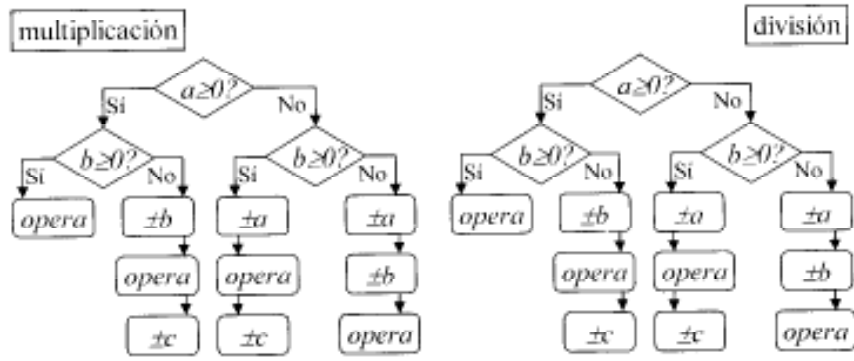 multiplicación
a≥0?
Sí No
b≥0? b≥0?
Sí No Sí No
opera ±b ±a ±a
opera opera ±b
±c ±c opera
división
a≥0?
Sí No
b≥0? b≥0?
Sí No Sí No
opera ±b ±a ±a
opera opera ±b
±c ±c opera